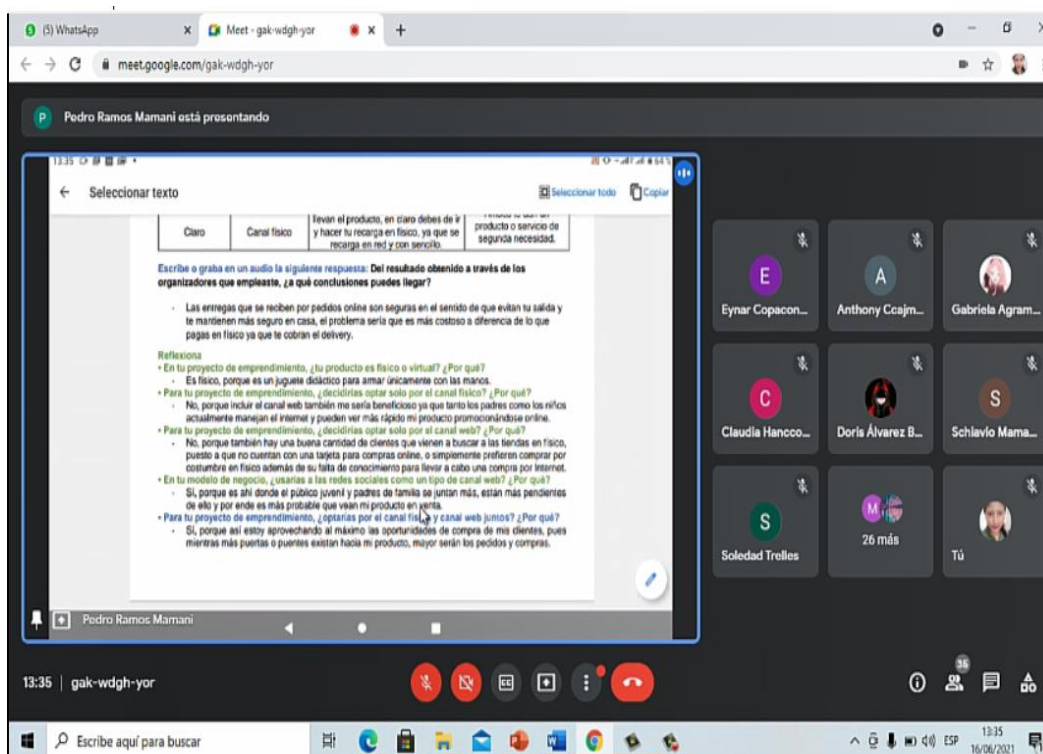 (5) WhatsApp
Meet - gak-wdgh-yor
meet.google.com/gak-wdgh-yor
P
Pedro Ramos Mamani está presentando
13:35
64%
Seleccionar texto
Seleccionar todo
Copiar
Claro
Canal físico
llevan el producto, en claro debes de ir
y hacer tu recarga en físico, ya que se
recarga en red y con sencillo.
producto o servicio de
segunda necesidad.
Escribe o graba en un audio la siguiente respuesta: Del resultado obtenido a través de los
organizadores que empleaste, ¿a qué conclusiones puedes llegar?
- Las entregas que se reciben por pedidos online son seguras en el sentido de que evitan tu salida y
te mantienen más seguro en casa, el problema sería que es más costoso a diferencia de lo que
pagas en físico ya que te cobran el delivery.
Reflexiona
• En tu proyecto de emprendimiento, ¿tu producto es físico o virtual? ¿Por qué?
- Es físico, porque es un juguete didáctico para armar únicamente con las manos.
• Para tu proyecto de emprendimiento, ¿decidirías optar solo por el canal físico? ¿Por qué?
- No, porque incluir el canal web también me sería beneficioso ya que tanto los padres como los niños
actualmente manejan el internet y pueden ver más rápido mi producto promocionándose online.
• Para tu proyecto de emprendimiento, ¿decidirías optar solo por el canal web? ¿Por qué?
- No, porque también hay una buena cantidad de clientes que vienen a buscar a las tiendas en físico,
puesto a que no cuentan con una tarjeta para compras online, o simplemente prefieren comprar por
costumbre en físico además de su falta de conocimiento para llevar a cabo una compra por Internet.
• En tu modelo de negocio, ¿usarías a las redes sociales como un tipo de canal web? ¿Por qué?
- Sí, porque es ahí donde el público juvenil y padres de familia se juntan más, están más pendientes
de ello y por ende es más probable que vean mi producto en venta.
• Para tu proyecto de emprendimiento, ¿optarías por el canal físico y canal web juntos? ¿Por qué?
- Sí, porque así estoy aprovechando al máximo las oportunidades de compra de mis clientes, pues
mientras más puertas o puentes existan hacia mi producto, mayor serán los pedidos y compras.
Pedro Ramos Mamani
E
Eynar Copacon...
A
Anthony Ccajm...
Gabriela Agram...
C
Claudia Hancco...
Doris Álvarez B...
S
Schlavio Mama...
S
Soledad Trelles
M
26 más
Tú
13:35 | gak-wdgh-yor
CC
36
Escribe aquí para buscar
ESP
13:35
16/06/2021